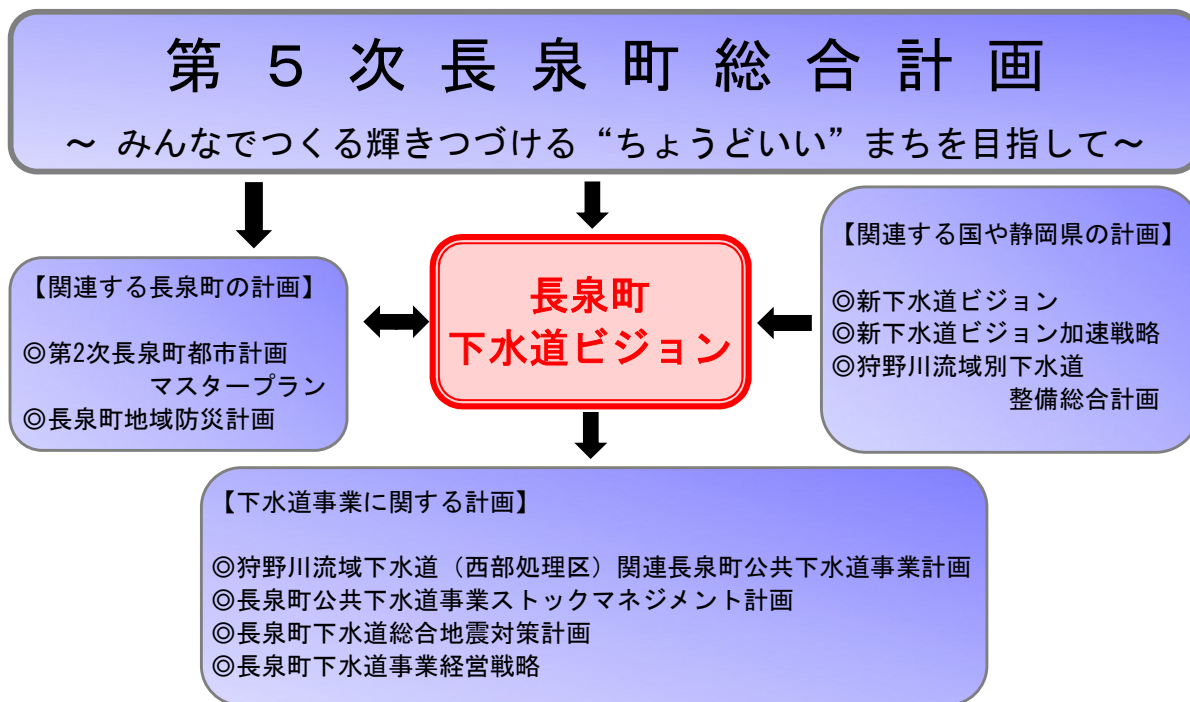 第５次長泉町総合計画
～ みんなでつくる輝きつづける “ちょうどいい” まちを目指して～
【関連する長泉町の計画】
◎第2次長泉町都市計画
マスタープラン
◎長泉町地域防災計画
長泉町
下水道ビジョン
【関連する国や静岡県の計画】
◎新下水道ビジョン
◎新下水道ビジョン加速戦略
◎狩野川流域別下水道
整備総合計画
【下水道事業に関する計画】
◎狩野川流域下水道（西部処理区）関連長泉町公共下水道事業計画
◎長泉町公共下水道事業ストックマネジメント計画
◎長泉町下水道総合地震対策計画
◎長泉町下水道事業経営戦略